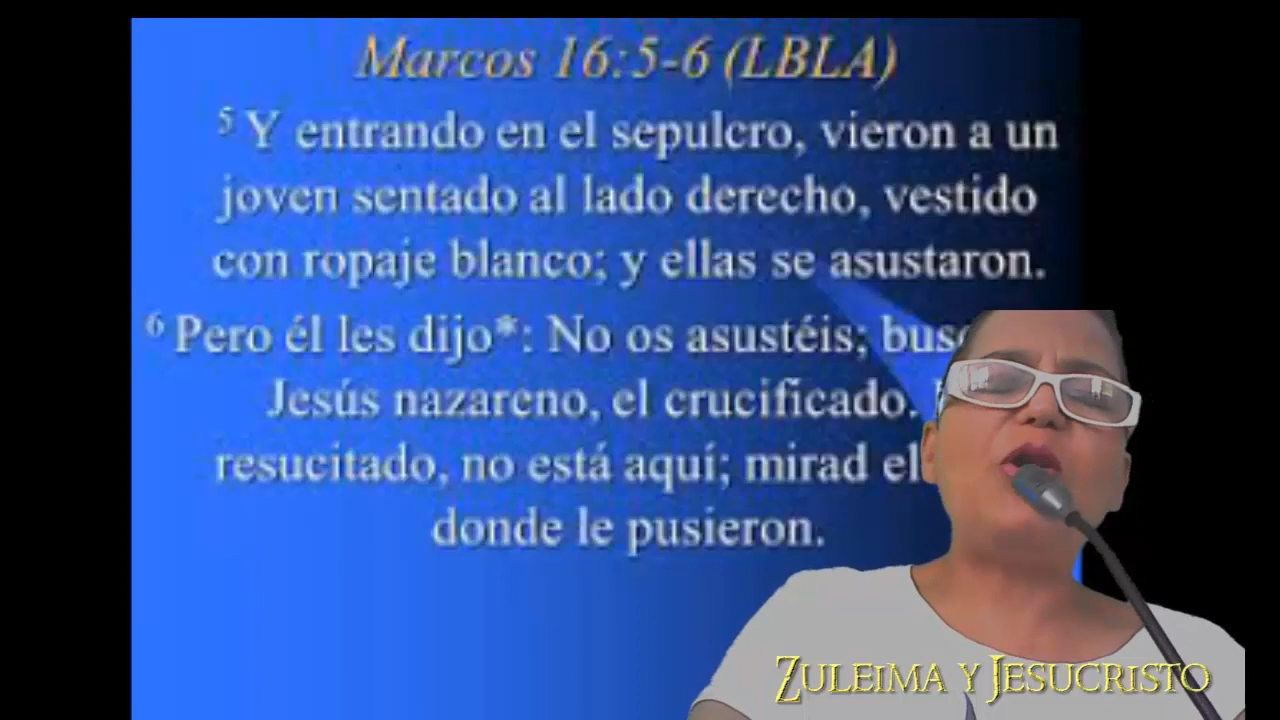 Marcos 16:5-6 (LBLA)
5 Y entrando en el sepulcro, vieron a un
joven sentado al lado derecho, vestido
con ropaje blanco; y ellas se asustaron.
6 Pero él les dijo*: No os asustéis;
Jesús nazareno, el crucificado.
resucitado, no está aquí; mirad el
donde le pusieron.
ZULEIMA Y JESUCRISTO